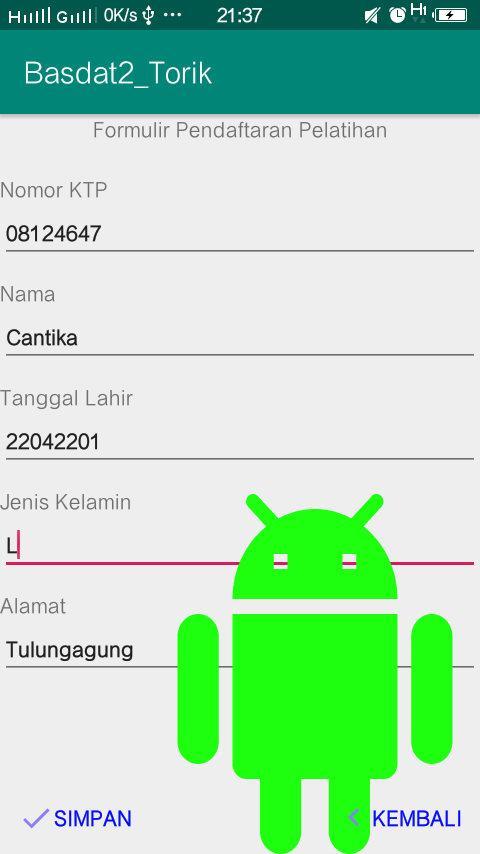 0K/s ... 21:37 H1
Basdat2_Torik
Formulir Pendaftaran Pelatihan
Nomor KTP
08124647
Nama
Cantika
Tanggal Lahir
22042201
Jenis Kelamin
L
Alamat
Tulungagung
SIMPAN KEMBALI